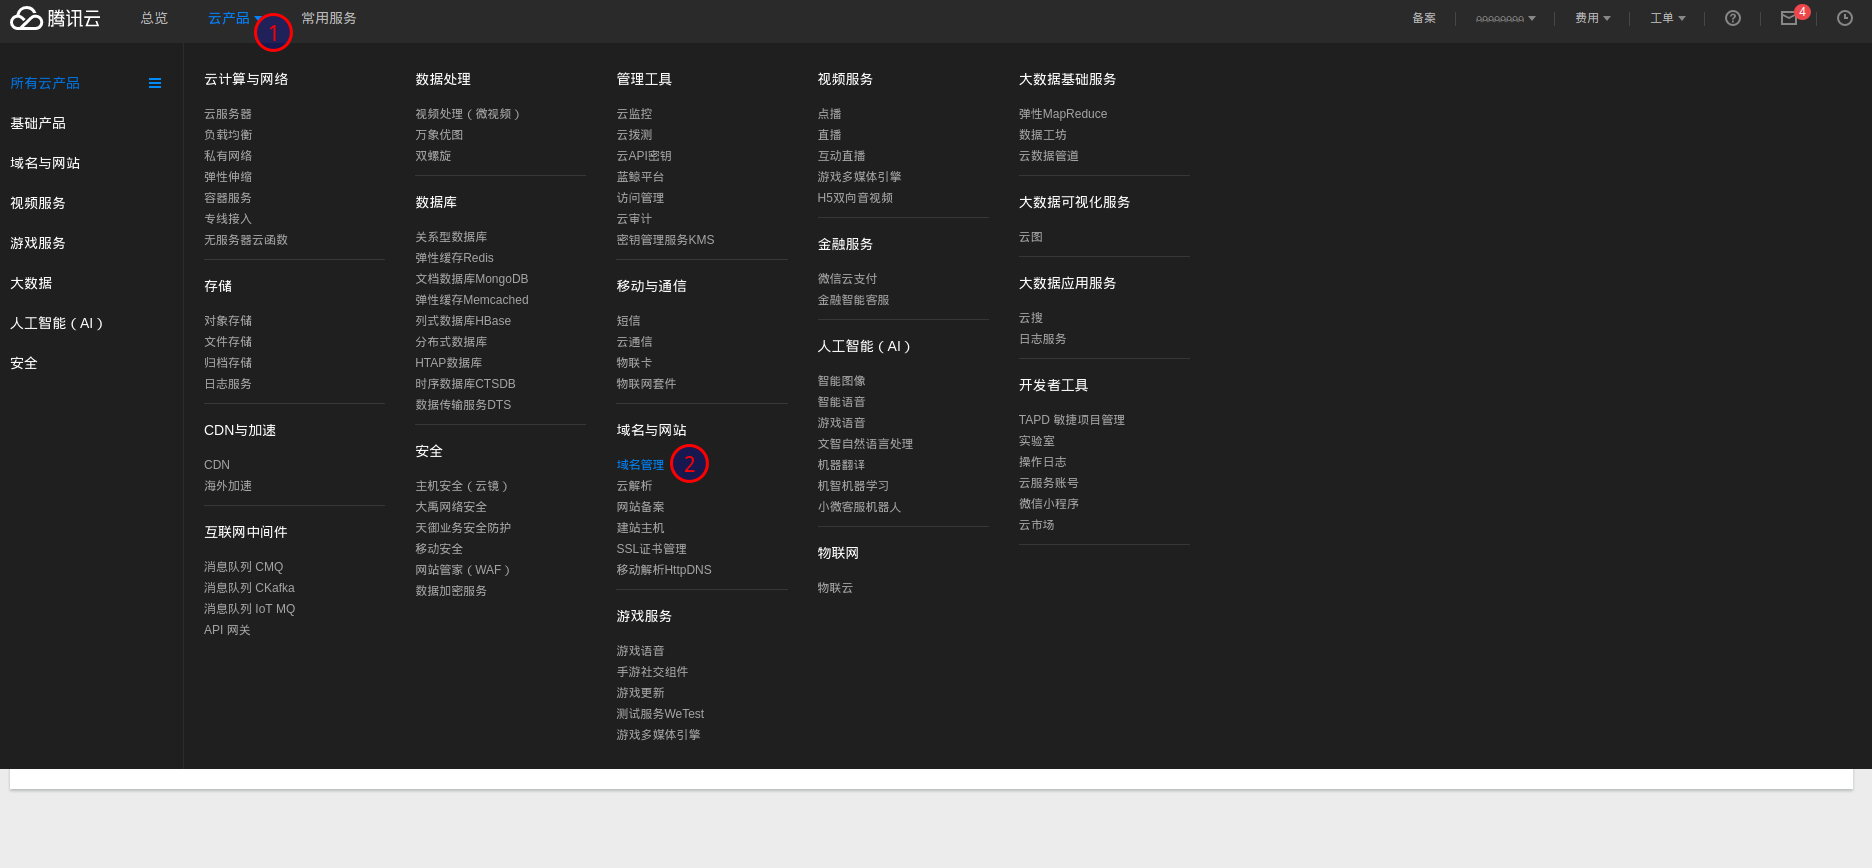 腾讯云
总览
云产品
常用服务
备案
费用
工单
4
1
所有云产品
基础产品
域名与网站
视频服务
游戏服务
大数据
人工智能（AI）
安全
云计算与网络
云服务器
负载均衡
私有网络
弹性伸缩
容器服务
专线接入
无服务器云函数
存储
对象存储
文件存储
归档存储
日志服务
CDN与加速
CDN
海外加速
互联网中间件
消息队列 CMQ
消息队列 CKafka
消息队列 IoT MQ
API 网关
数据处理
视频处理（微视频）
万象优图
双螺旋
数据库
关系型数据库
弹性缓存Redis
文档数据库MongoDB
弹性缓存Memcached
列式数据库HBase
分布式数据库
HTAP数据库
时序数据库CTSDB
数据传输服务DTS
安全
主机安全（云镜）
大禹网络安全
天御业务安全防护
移动安全
网站管家（WAF）
数据加密服务
管理工具
云监控
云拨测
云API密钥
蓝鲸平台
访问管理
云审计
密钥管理服务KMS
移动与通信
短信
云通信
物联卡
物联网套件
域名与网站
域名管理
2
云解析
网站备案
建站主机
SSL证书管理
移动解析HttpDNS
游戏服务
游戏语音
手游社交组件
游戏更新
测试服务WeTest
游戏多媒体引擎
视频服务
点播
直播
互动直播
游戏多媒体引擎
H5双向音视频
金融服务
微信云支付
金融智能客服
人工智能（AI）
智能图像
智能语音
游戏语音
文智自然语言处理
机器翻译
机智机器学习
小微客服机器人
物联网
物联云
大数据基础服务
弹性MapReduce
数据工坊
云数据管道
大数据可视化服务
云图
大数据应用服务
云搜
日志服务
开发者工具
TAPD 敏捷项目管理
实验室
操作日志
云服务账号
微信小程序
云市场